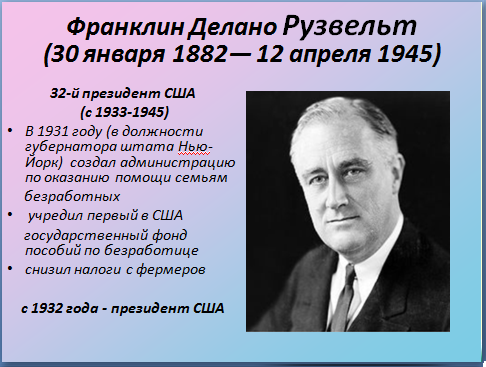 Франклин Делано Рузвельт
(30 января 1882— 12 апреля 1945)
32-й президент США
(с 1933-1945)
• В 1931 году (в должности
губернатора штата Нью-
Йорк) создал администрацию
по оказанию помощи семьям
безработных
• учредил первый в США
государственный фонд
пособий по безработице
• снизил налоги с фермеров
с 1932 года - президент США